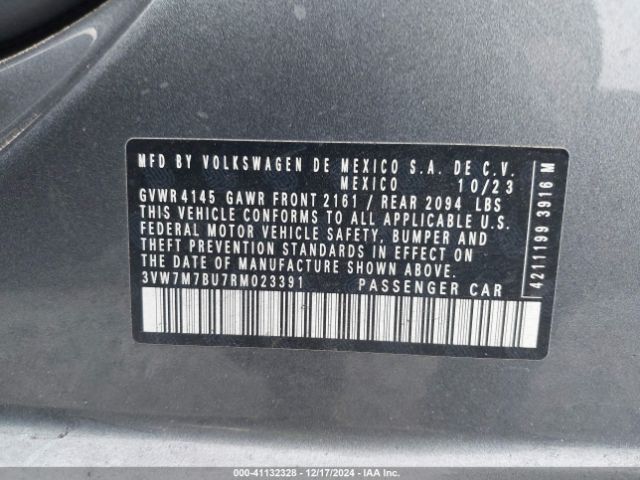 MFD BY VOLKSWAGEN DE MEXICO S.A. DE C.V.
MEXICO 10/23
GVWR 4145 GAWR FRONT 2161 / REAR 2094 LBS
THIS VEHICLE CONFORMS TO ALL APPLICABLE U.S.
FEDERAL MOTOR VEHICLE SAFETY, BUMPER AND
THEFT PREVENTION STANDARDS IN EFFECT ON
THE DATE OF MANUFACTURE SHOWN ABOVE.
3VW7M7BU7RM023391 PASSENGER CAR
4211199 3916 M
000-41132328 - 12/17/2024 - IAA Inc.